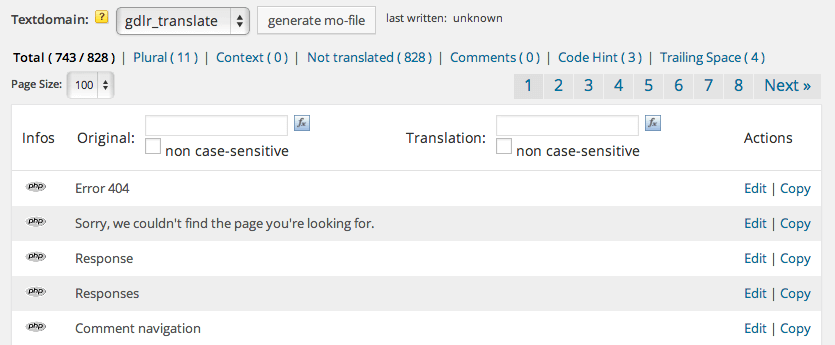 Textdomain: ? gdlr_translate generate mo-file last written: unknown
Total ( 743 / 828 ) | Plural ( 11 ) | Context ( 0 ) | Not translated ( 828 ) | Comments ( 0 ) | Code Hint ( 3 ) | Trailing Space ( 4 )
Page Size: 100 1 2 3 4 5 6 7 8 Next »
Infos Original: fx Translation: fx Actions
non case-sensitive non case-sensitive
php Error 404 Edit | Copy
php Sorry, we couldn't find the page you're looking for. Edit | Copy
php Response Edit | Copy
php Responses Edit | Copy
php Comment navigation Edit | Copy